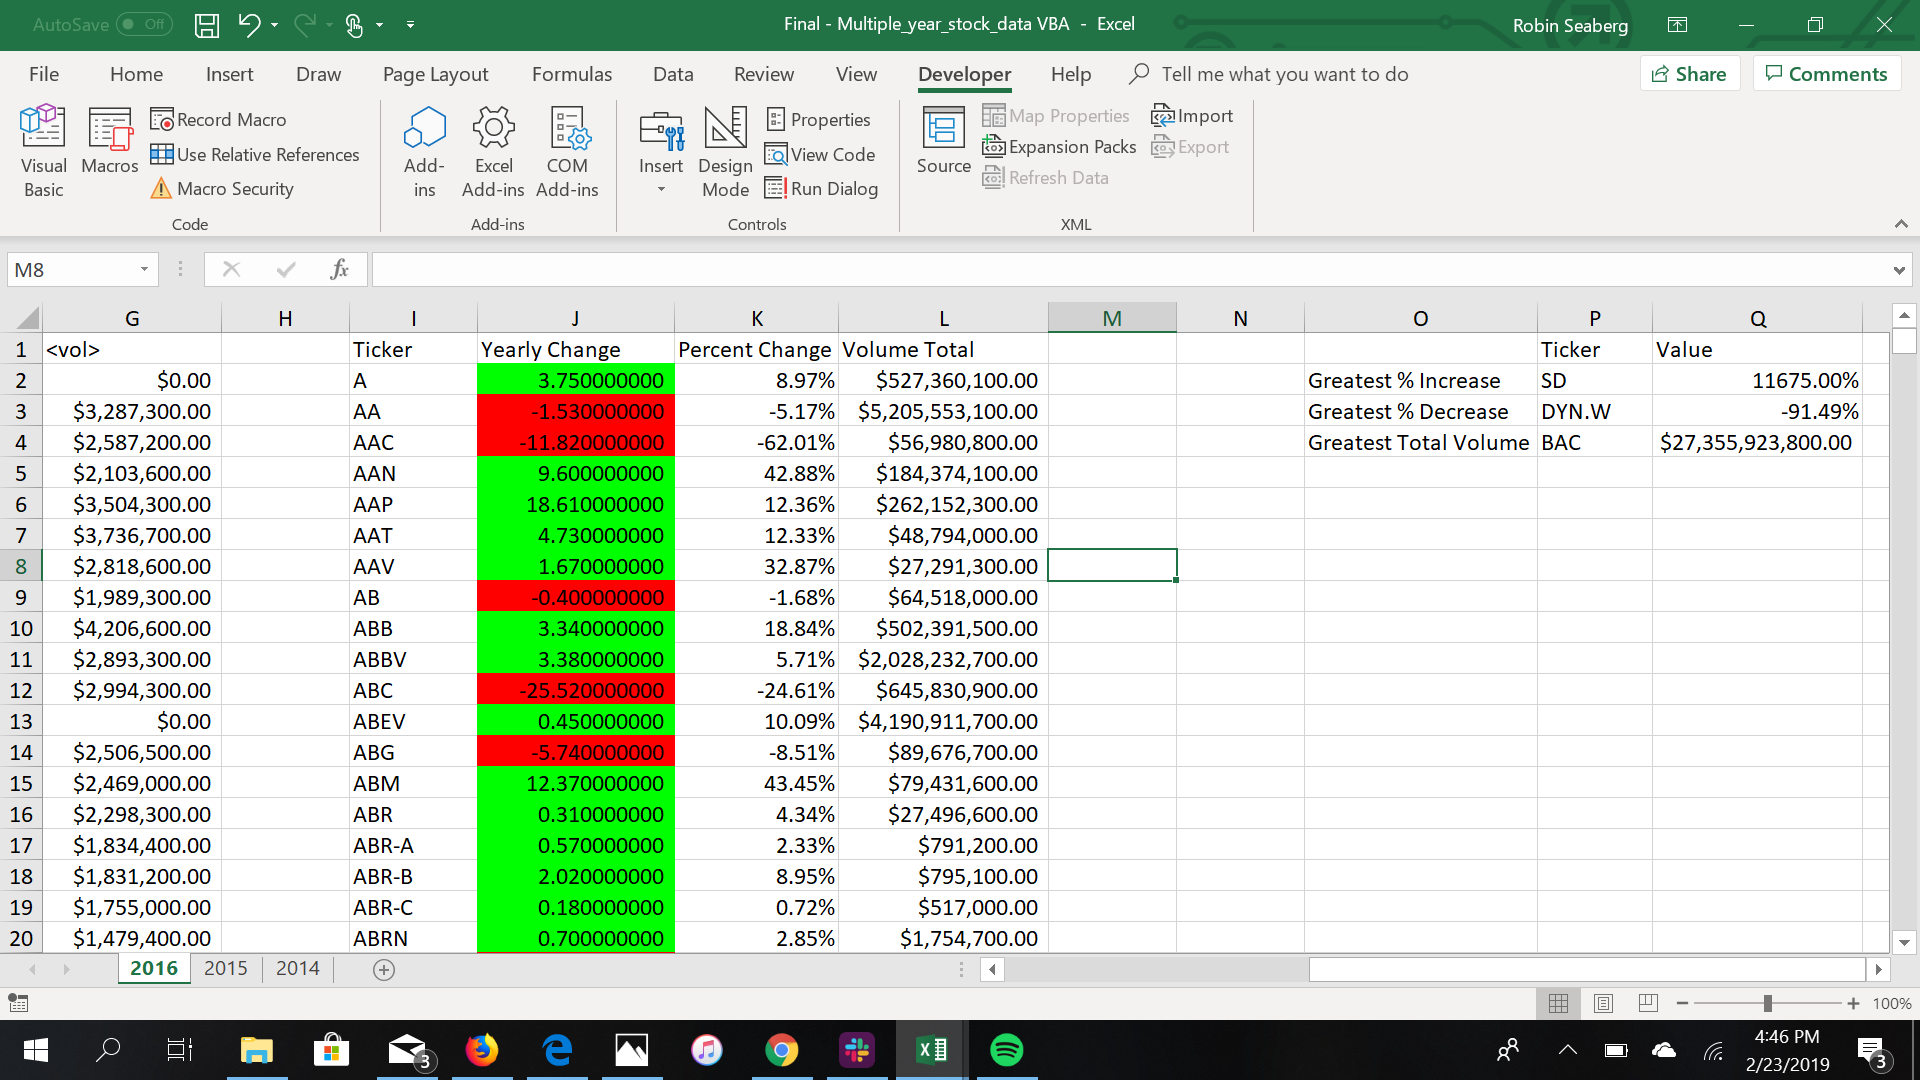 AutoSave Off
Final - Multiple_year_stock_data VBA - Excel
Robin Seaberg
File Home Insert Draw Page Layout Formulas Data Review View Developer Help Tell me what you want to do Share Comments
Visual Basic
Macros
Record Macro
Use Relative References
Macro Security
Code
Add-ins
Excel Add-ins
COM Add-ins
Add-ins
Insert
Design Mode
Properties
View Code
Run Dialog
Controls
Source
Map Properties
Expansion Packs
Refresh Data
Import
Export
XML
M8 fx
G H I J K L M N O P Q
1 <vol> Ticker Yearly Change Percent Change Volume Total Ticker Value
2 $0.00 A 3.750000000 8.97% $527,360,100.00 Greatest % Increase SD 11675.00%
3 $3,287,300.00 AA -1.530000000 -5.17% $5,205,553,100.00 Greatest % Decrease DYN.W -91.49%
4 $2,587,200.00 AAC -11.820000000 -62.01% $56,980,800.00 Greatest Total Volume BAC $27,355,923,800.00
5 $2,103,600.00 AAN 9.600000000 42.88% $184,374,100.00
6 $3,504,300.00 AAP 18.610000000 12.36% $262,152,300.00
7 $3,736,700.00 AAT 4.730000000 12.33% $48,794,000.00
8 $2,818,600.00 AAV 1.670000000 32.87% $27,291,300.00
9 $1,989,300.00 AB -0.400000000 -1.68% $64,518,000.00
10 $4,206,600.00 ABB 3.340000000 18.84% $502,391,500.00
11 $2,893,300.00 ABBV 3.380000000 5.71% $2,028,232,700.00
12 $2,994,300.00 ABC -25.520000000 -24.61% $645,830,900.00
13 $0.00 ABEV 0.450000000 10.09% $4,190,911,700.00
14 $2,506,500.00 ABG -5.740000000 -8.51% $89,676,700.00
15 $2,469,000.00 ABM 12.370000000 43.45% $79,431,600.00
16 $2,298,300.00 ABR 0.310000000 4.34% $27,496,600.00
17 $1,834,400.00 ABR-A 0.570000000 2.33% $791,200.00
18 $1,831,200.00 ABR-B 2.020000000 8.95% $795,100.00
19 $1,755,000.00 ABR-C 0.180000000 0.72% $517,000.00
20 $1,479,400.00 ABRN 0.700000000 2.85% $1,754,700.00
2016 2015 2014
100%
3
4:46 PM
2/23/2019
3